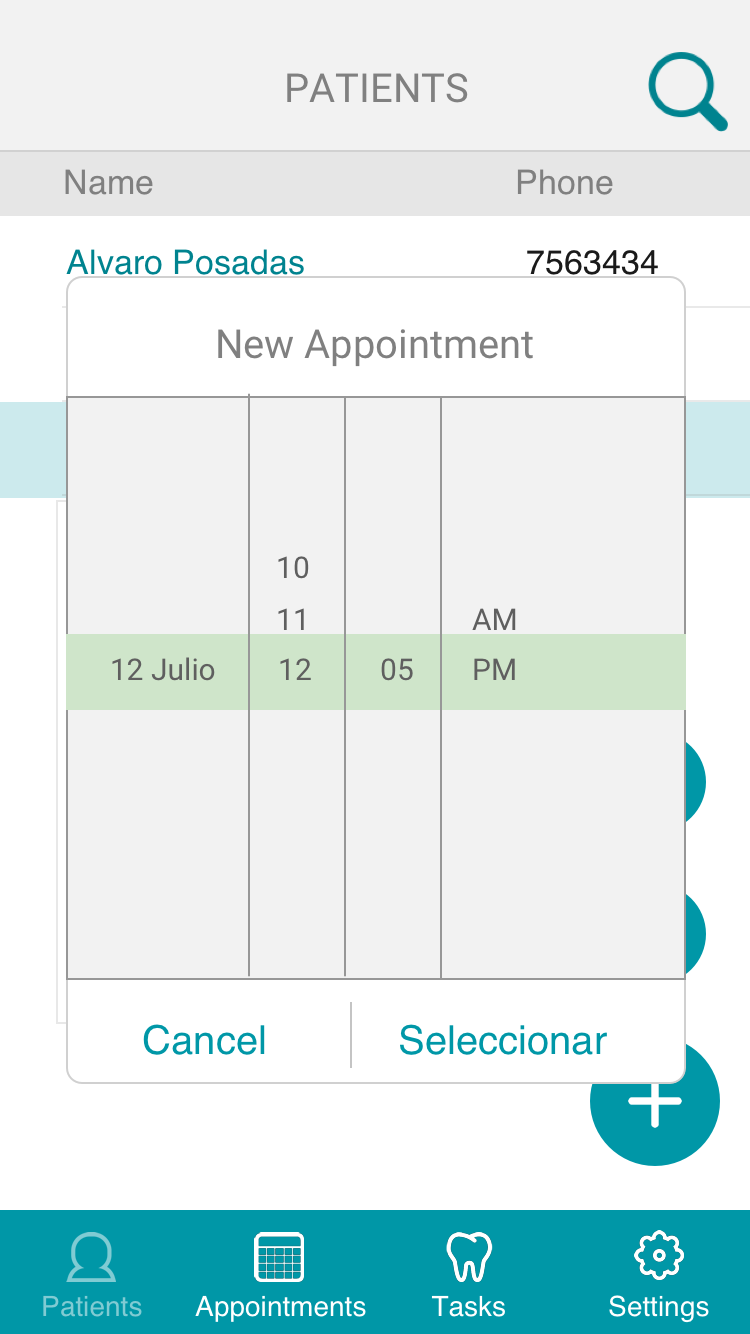 PATIENTS
Name Phone
Alvaro Posadas 7563434
New Appointment
10
11 AM
12 Julio 12 05 PM
Cancel Seleccionar
Patients Appointments Tasks Settings